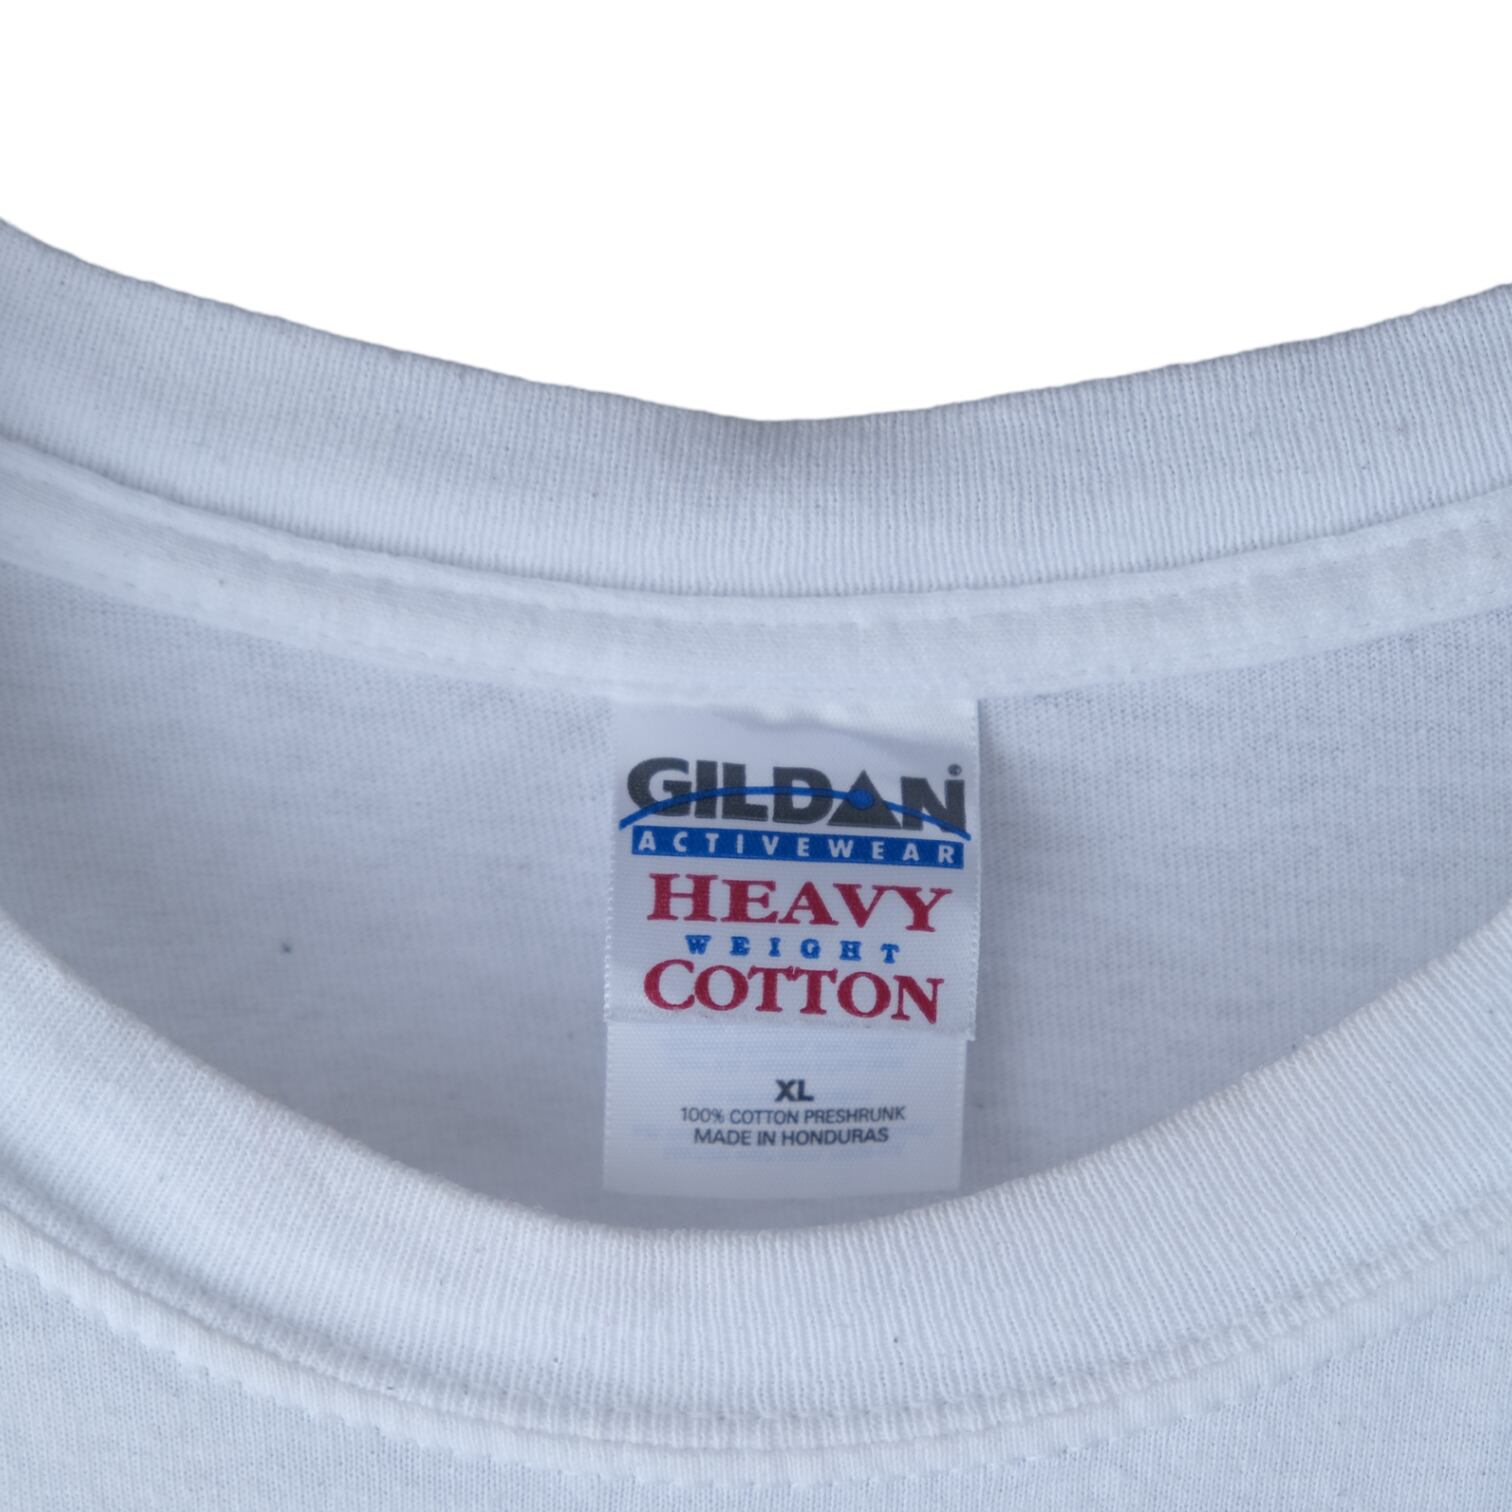 GILDAN®
ACTIVEWEAR
HEAVY
WEIGHT
COTTON
XL
100% COTTON PRESHRUNK
MADE IN HONDURAS